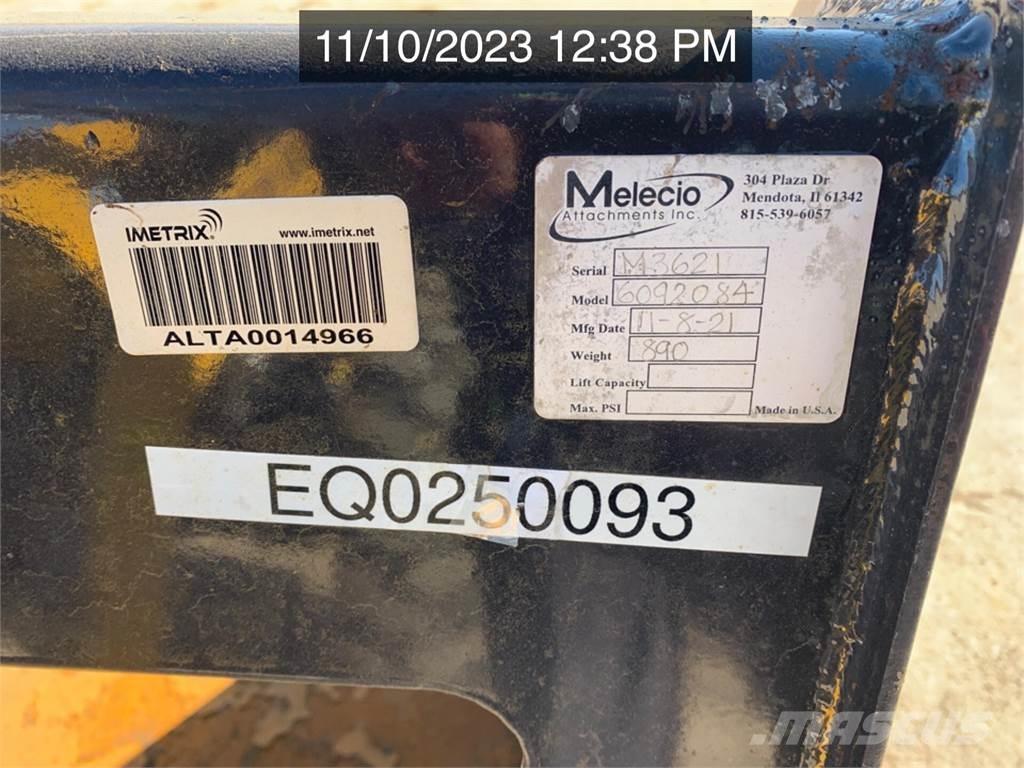 11/10/2023 12:38 PM
IMETRIX
www.imetrix.net
ALTA0014966
Melecio
Attachments Inc.
304 Plaza Dr
Mendota, Il 61342
815-539-6057
Serial M3621
Model 6092084
Mfg Date 11-8-21
Weight 890
Lift Capacity
Max. PSI
Made in U.S.A.
EQ0250093
MASCUS